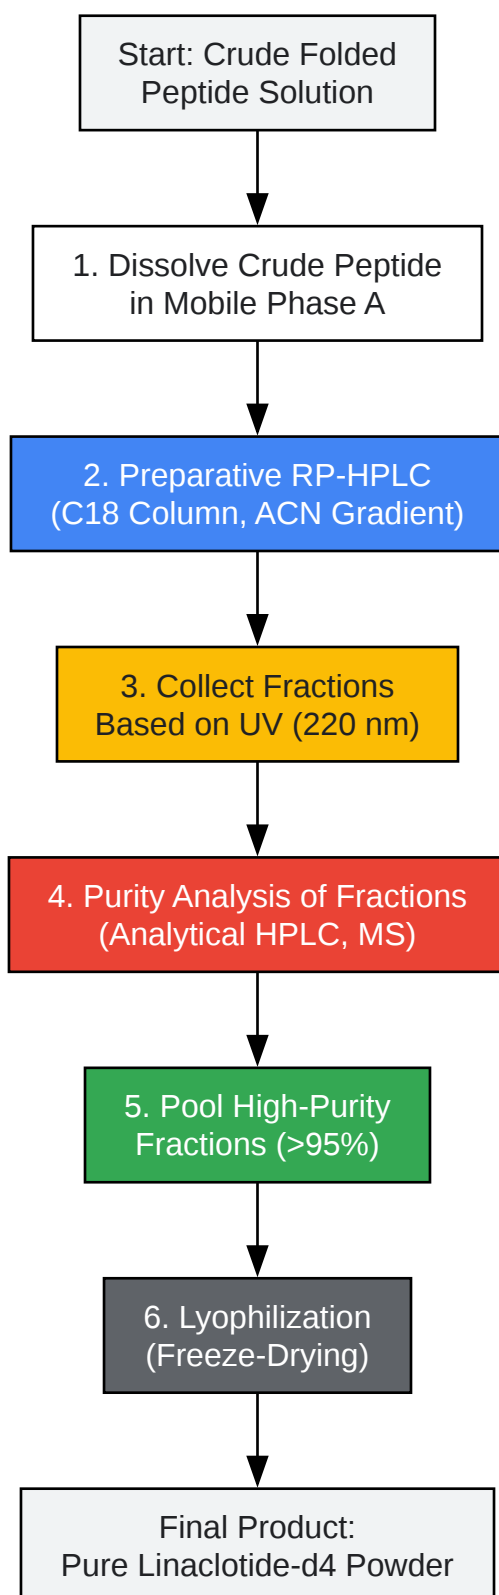 Start: Crude Folded
Peptide Solution
1. Dissolve Crude Peptide
in Mobile Phase A
2. Preparative RP-HPLC
(C18 Column, ACN Gradient)
3. Collect Fractions
Based on UV (220 nm)
4. Purity Analysis of Fractions
(Analytical HPLC, MS)
5. Pool High-Purity
Fractions (>95%)
6. Lyophilization
(Freeze-Drying)
Final Product:
Pure Linaclotide-d4 Powder